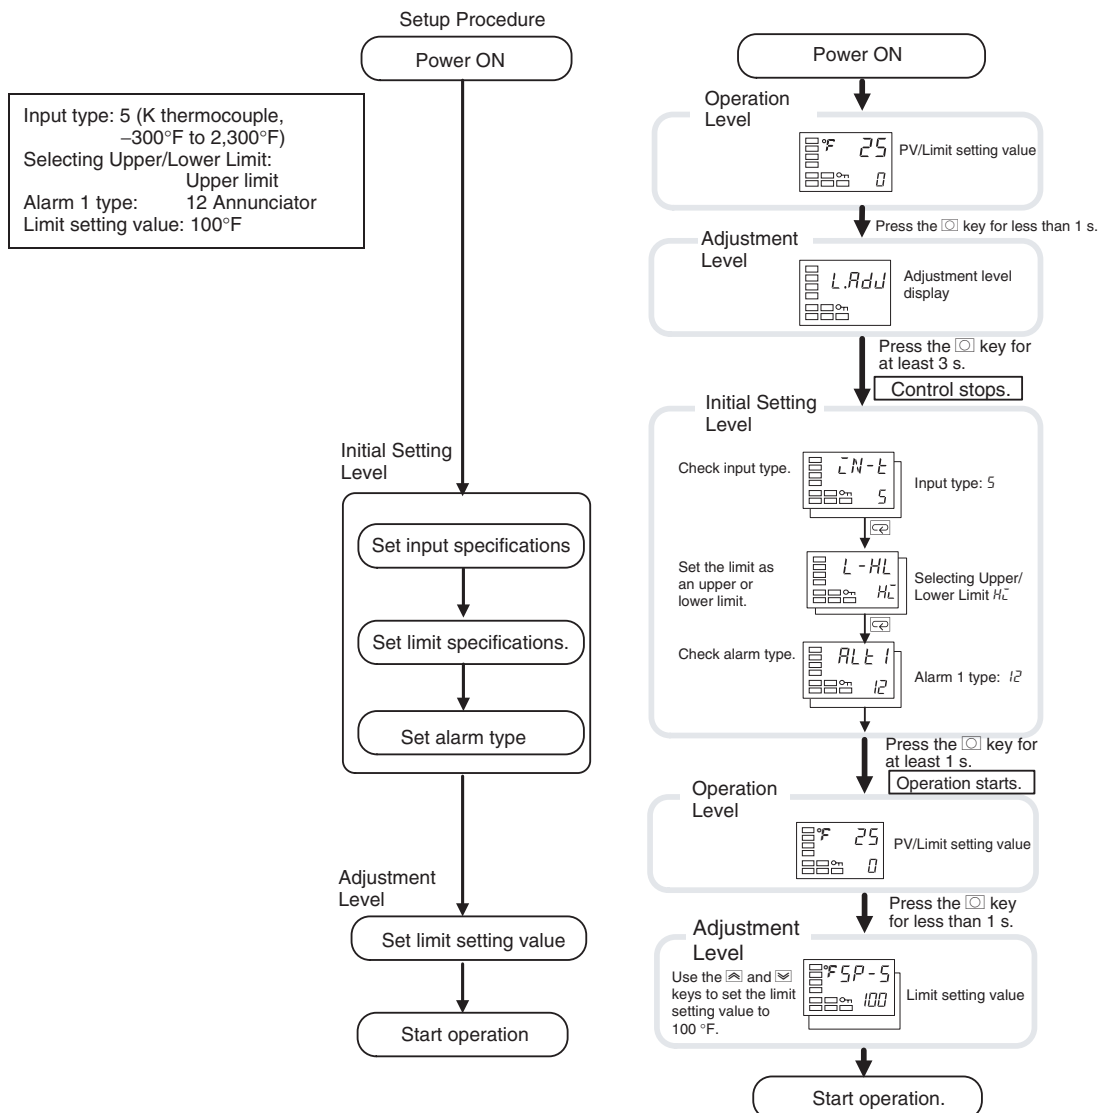 Setup Procedure
Power ON
Input type: 5 (K thermocouple,
−300°F to 2,300°F)
Selecting Upper/Lower Limit:
Upper limit
Alarm 1 type: 12 Annunciator
Limit setting value: 100°F
Initial Setting
Level
Set input specifications
Set limit specifications.
Set alarm type
Adjustment
Level
Set limit setting value
Start operation
Power ON
Operation
Level
°F 25
0
PV/Limit setting value
Press the key for less than 1 s.
Adjustment
Level
L.AdJ
Adjustment level
display
Press the key for
at least 3 s.
Control stops.
Initial Setting
Level
Check input type.
IN-t
5
Input type: 5
Set the limit as
an upper or
lower limit.
L-HL
HI
Selecting Upper/
Lower Limit HI
Check alarm type.
ALt1
12
Alarm 1 type: 12
Press the key for
at least 1 s.
Operation starts.
Operation
Level
°F 25
0
PV/Limit setting value
Press the key
for less than 1 s.
Adjustment
Level
Use the and
keys to set the limit
setting value to
100 °F.
°F SP-S
100
Limit setting value
Start operation.